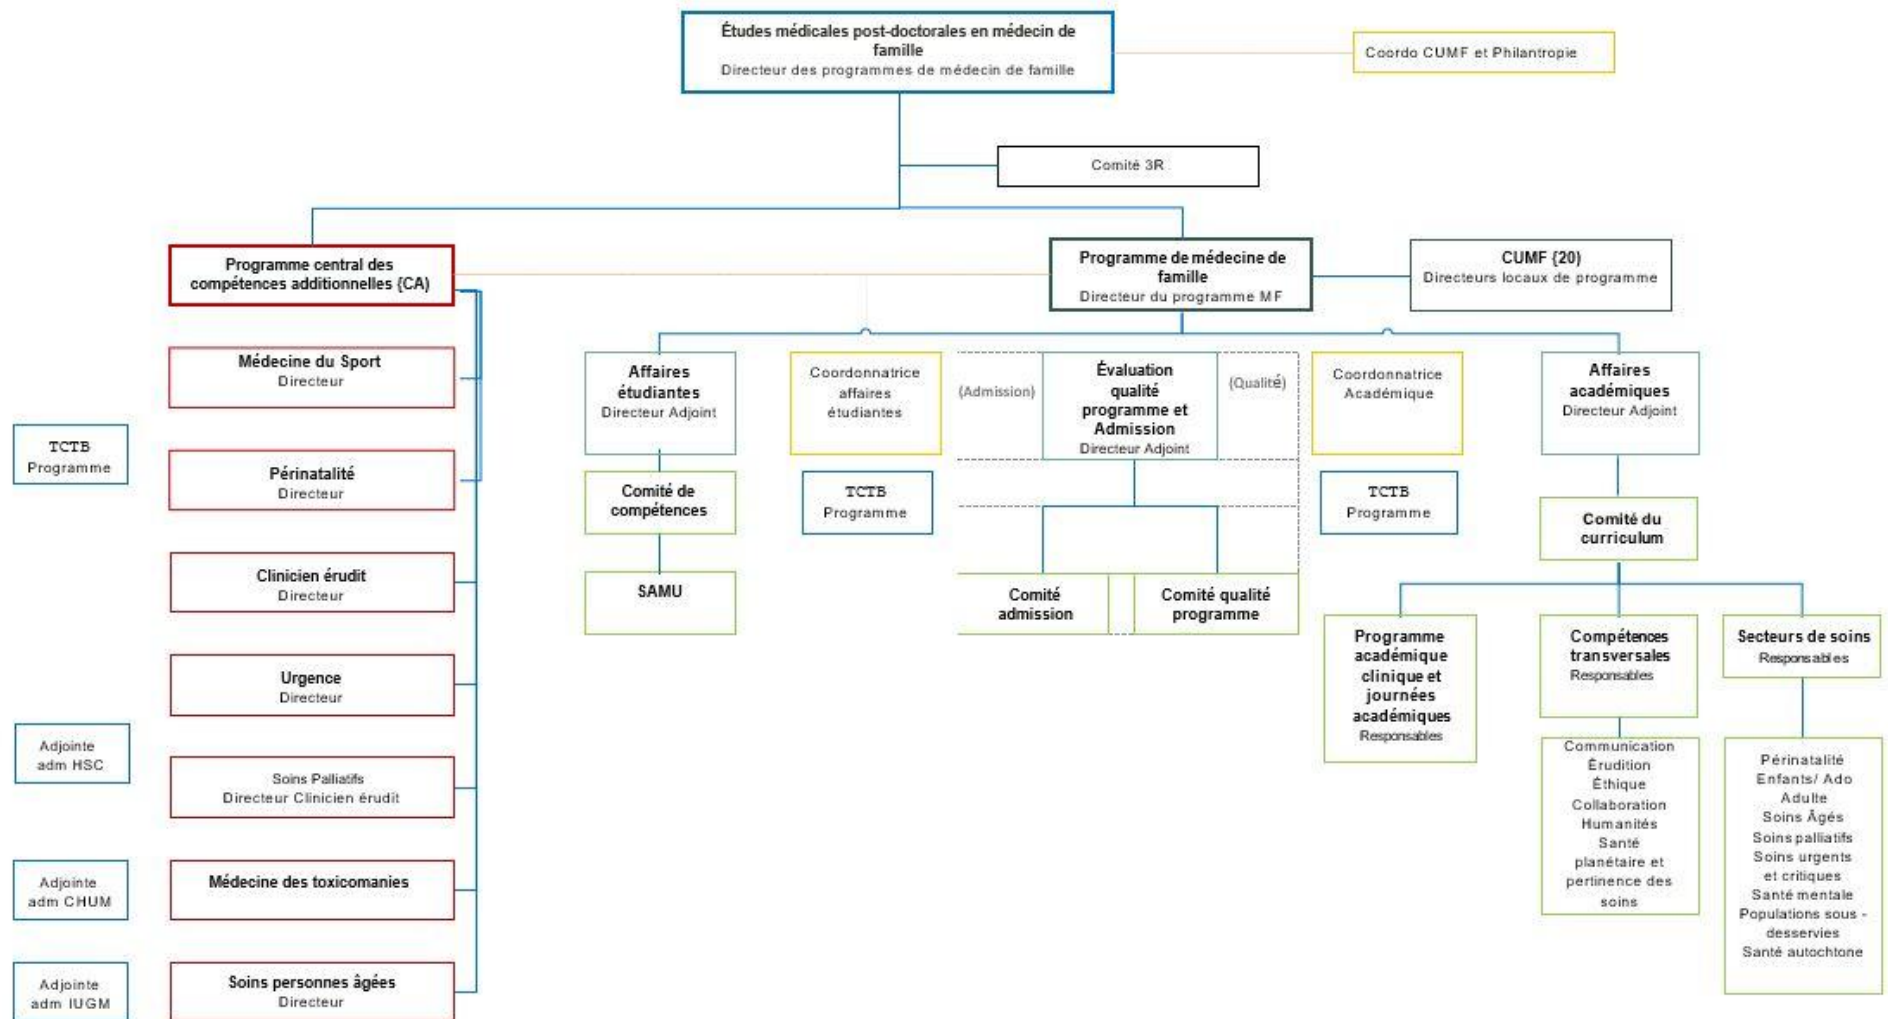 Études médicales post-doctorales en médecin de
famille
Directeur des programmes de médecin de famille
Coordo CUMF et Philantropie
Comité 3R
Programme central des
compétences additionnelles {CA)
Programme de médecine de
famille
Directeur du programme MF
CUMF {20)
Directeurs locaux de programme
Médecine du Sport
Directeur
TCTB
Programme
Périnatalité
Directeur
Clinicien érudit
Directeur
Urgence
Directeur
Adjointe
adm HSC
Soins Palliatifs
Directeur Clinicien érudit
Adjointe
adm CHUM
Médecine des toxicomanies
Adjointe
adm IUGM
Soins personnes âgées
Directeur
Affaires
étudiantes
Directeur Adjoint
Comité de
compétences
SAMU
Coordonnatrice
affaires
étudiantes
TCTB
Programme
(Admission)
Évaluation
qualité
programme et
Admission
Directeur Adjoint
(Qualité)
Comité
admission
Comité qualité
programme
Coordonnatrice
Académique
TCTB
Programme
Affaires
académiques
Directeur Adjoint
Comité du
curriculum
Programme
académique
clinique et
journées
académiques
Responsables
Compétences
transversales
Responsables
Communication
Érudition
Éthique
Collaboration
Humanités
Santé
planétaire et
pertinence des
soins
Secteurs de soins
Responsables
Périnatalité
Enfants/ Ado
Adulte
Soins Âgés
Soins palliatifs
Soins urgents
et critiques
Santé mentale
Populations sous -
desservies
Santé autochtone